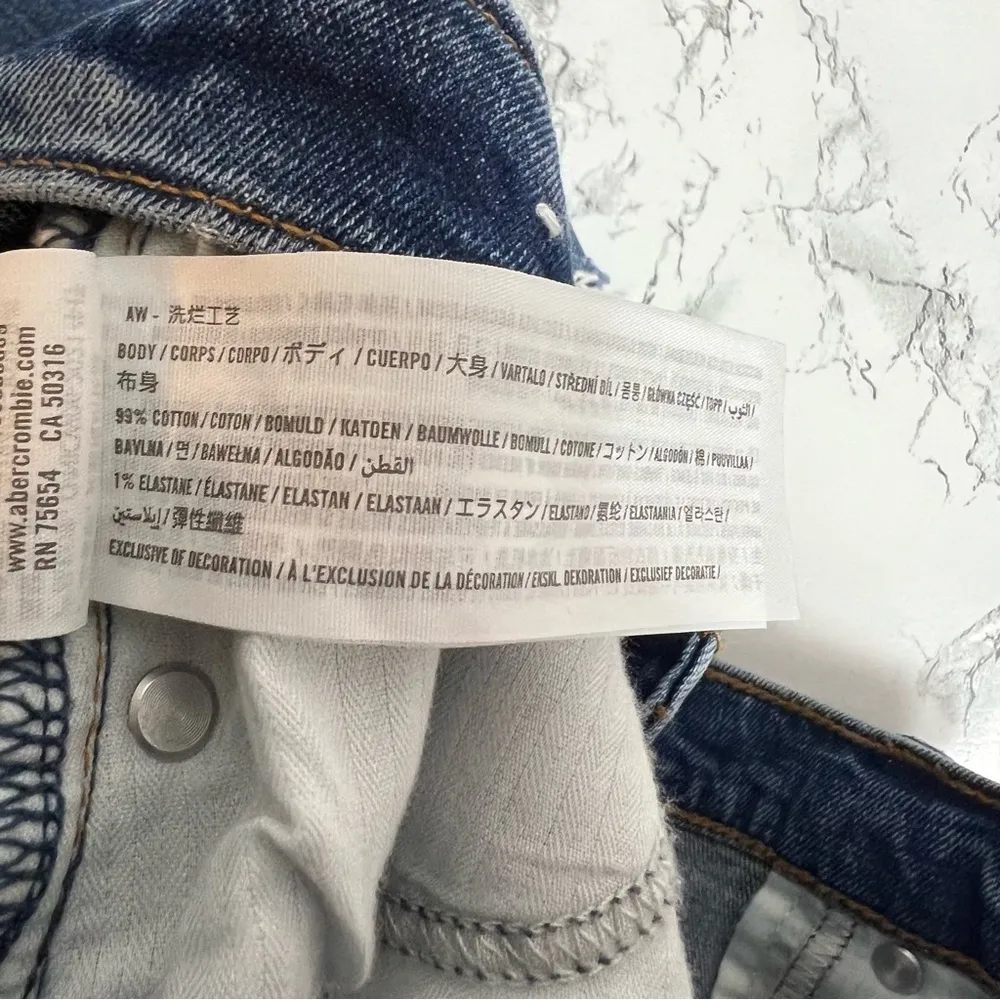 www.abercrombie.com
RN 75654 CA 50316
AW - 洗烂工艺
BODY / CORPS / CORPO / ボディ / CUERPO / 大身 / VARTALO / STŘEDNÍ DÍL / 몸통 / GŁÓWNA CZĘŚĆ / TOPP / الثوب /
布身
99% COTTON / COTON / BOMULD / KATOEN / BAUMWOLLE / BOMULL / COTONE / コットン / ALGODÓN / 棉 / PUUVILLAA /
BAVLNA / 면 / BAWEŁNA / ALGODÃO / القطن
1% ELASTANE / ÉLASTANE / ELASTAN / ELASTAAN / エラスタン / ELASTANO / 氨纶 / ELASTAANIA / 엘라스탄 /
إيلاستين / 彈性纖維
EXCLUSIVE OF DECORATION / À L'EXCLUSION DE LA DÉCORATION / EKSKL. DEKORATION / EXCLUSIEF DECORATIE /